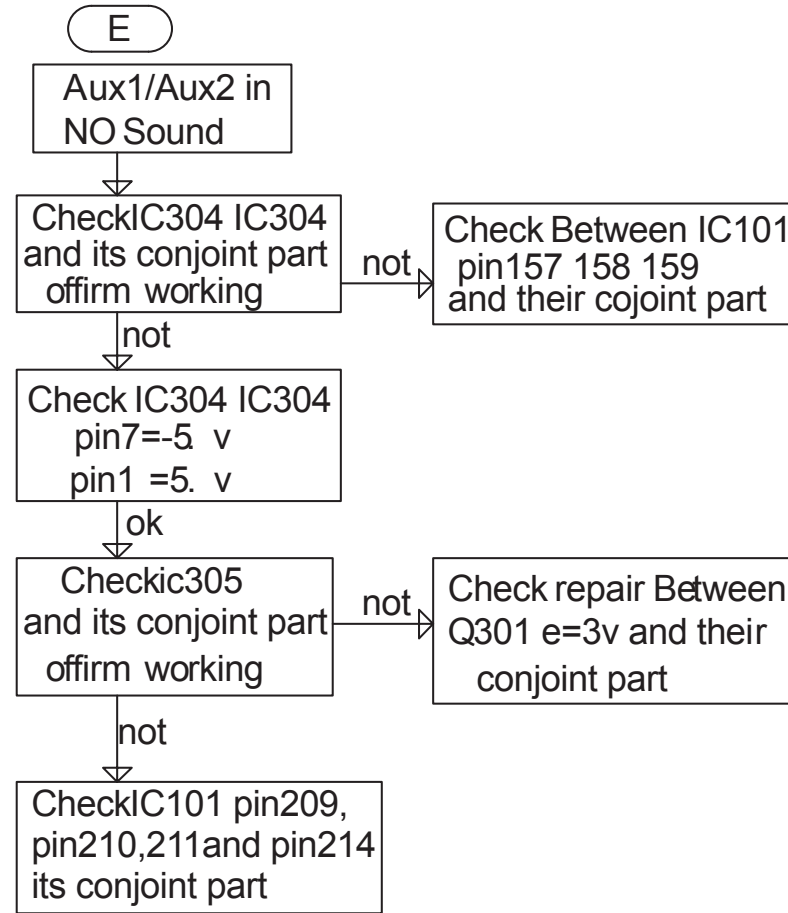 E
Aux1/Aux2 in
NO Sound
CheckIC304 IC304
and its conjoint part
offirm working
not
Check Between IC101
pin157 158 159
and their cojoint part
not
Check IC304 IC304
pin7=-5. v
pin1 =5. v
ok
Checkic305
and its conjoint part
offirm working
not
Check repair Between
Q301 e=3v and their
conjoint part
not
CheckIC101 pin209,
pin210,211and pin214
its conjoint part